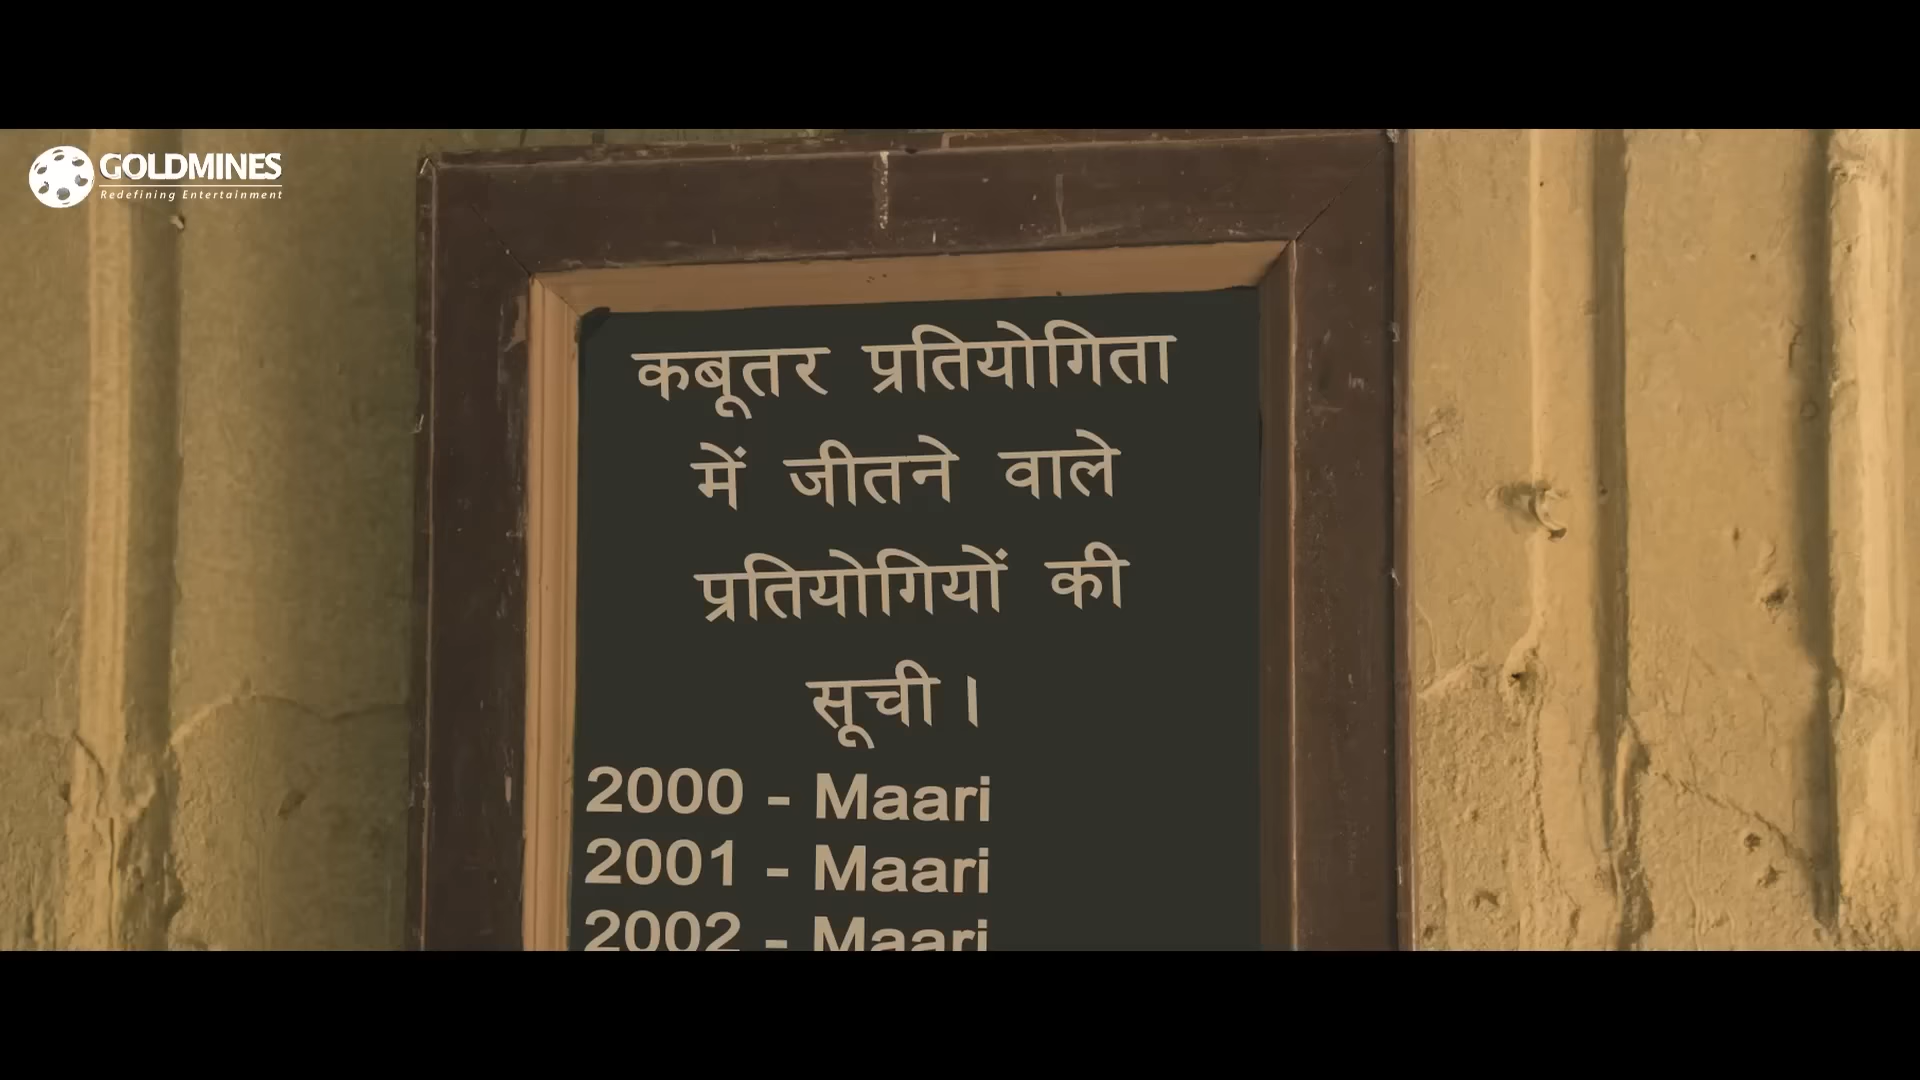 GOLDMINES
Redefining Entertainment
कबूतर प्रतियोगिता
में जीतने वाले
प्रतियोगियों की
सूची।
2000 - Maari
2001 - Maari
2002 - Maari